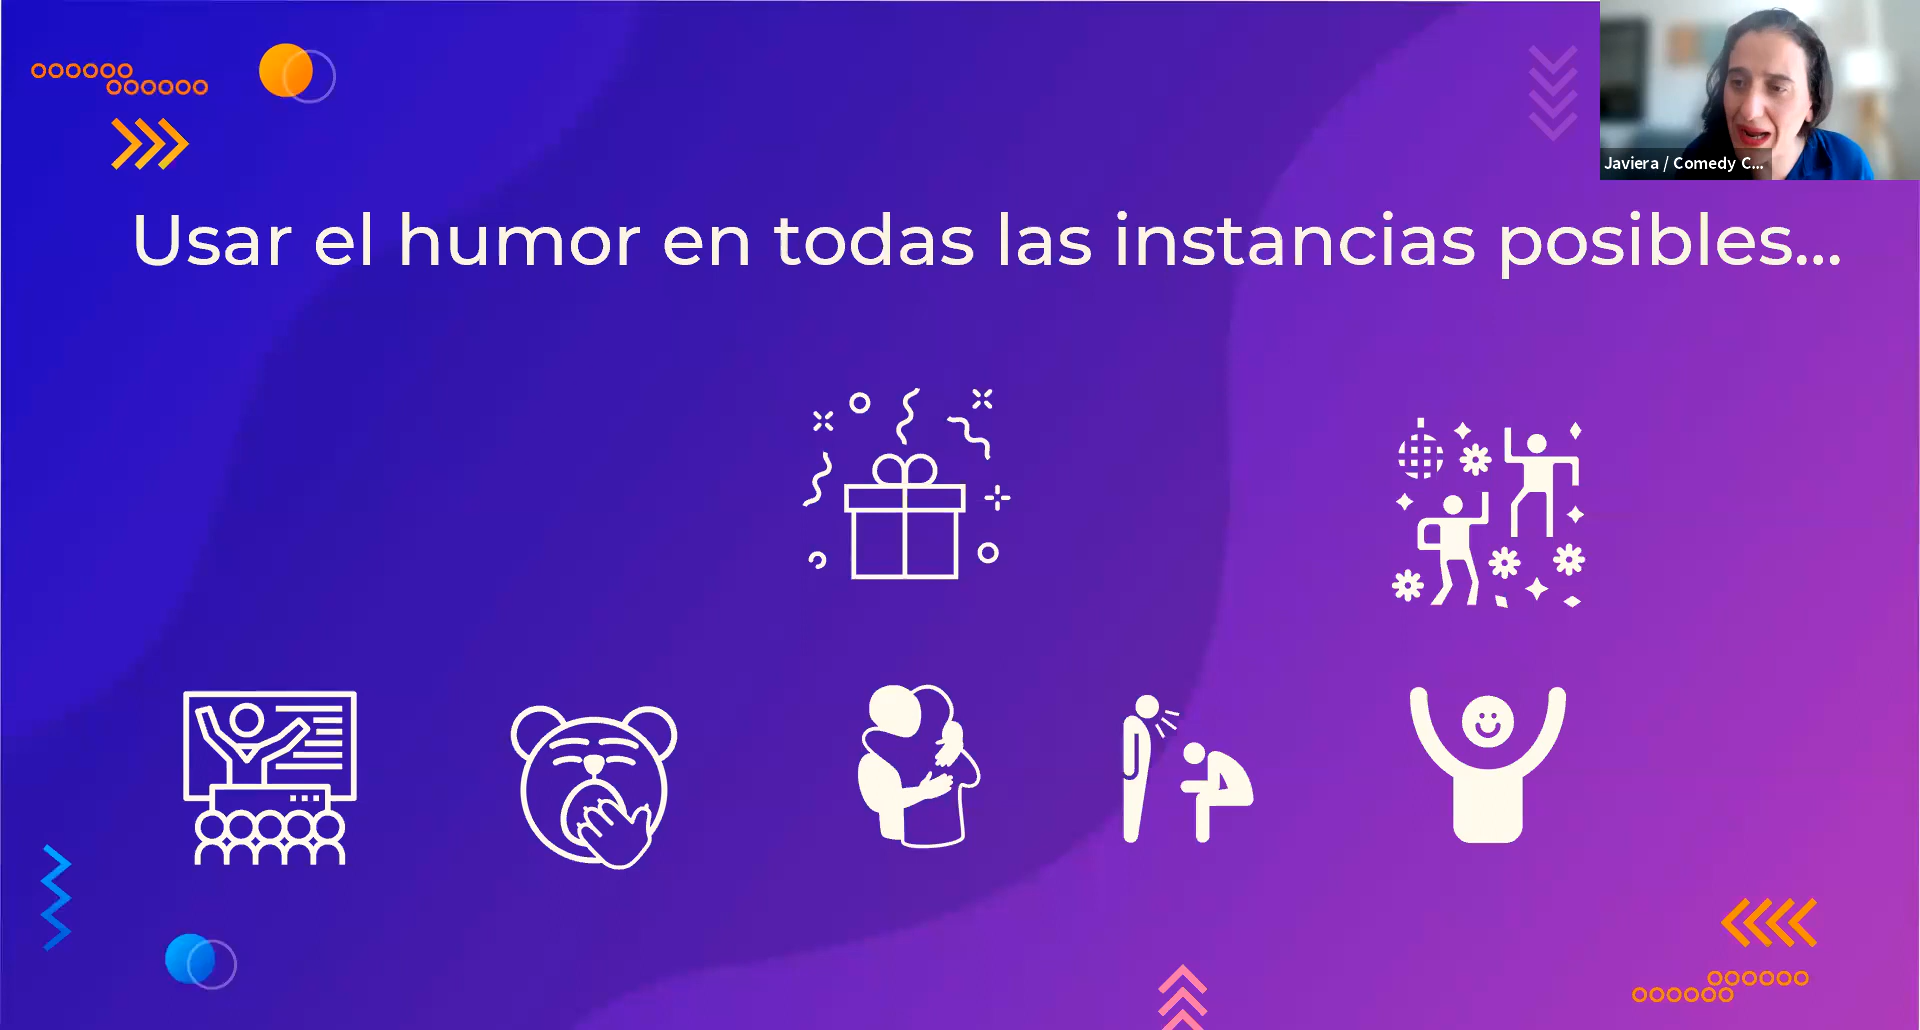 Javiera / Comedy C...
Usar el humor en todas las instancias posibles...